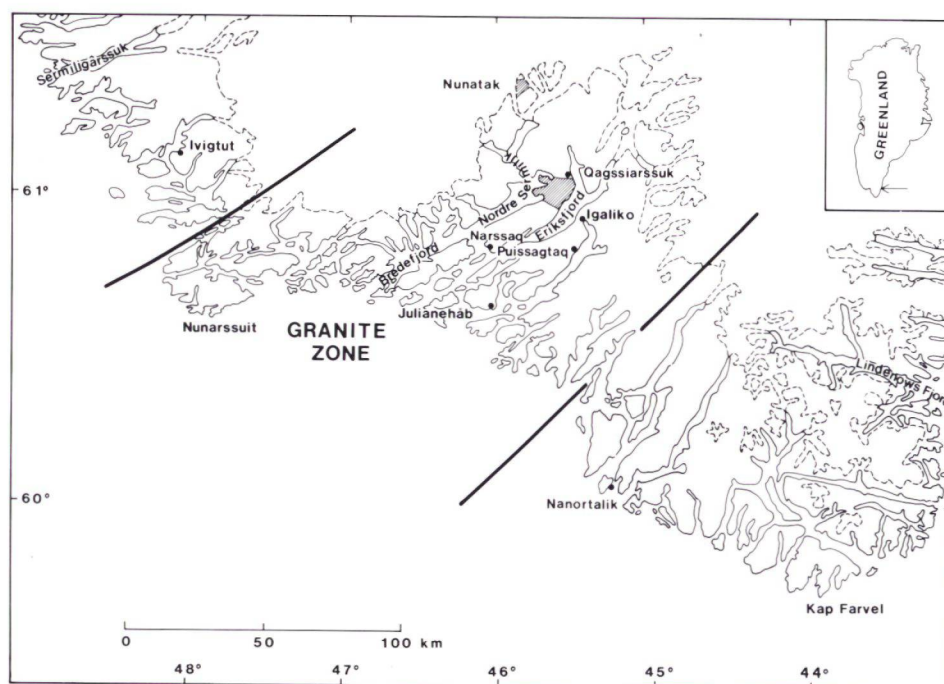 Sermiligarssuk
Nunatak
GREENLAND
Ivigtut
Nordre Sermilik
Qagssiarssuk
61°
Eriksfjord
Igaliko
Narssaq
Puissagtaq
Bredefjord
Julianehåb
Nunarssuit
GRANITE
ZONE
Lindenows Fjord
60°
Nanortalik
Kap Farvel
0 50 100 km
48° 47° 46° 45° 44°